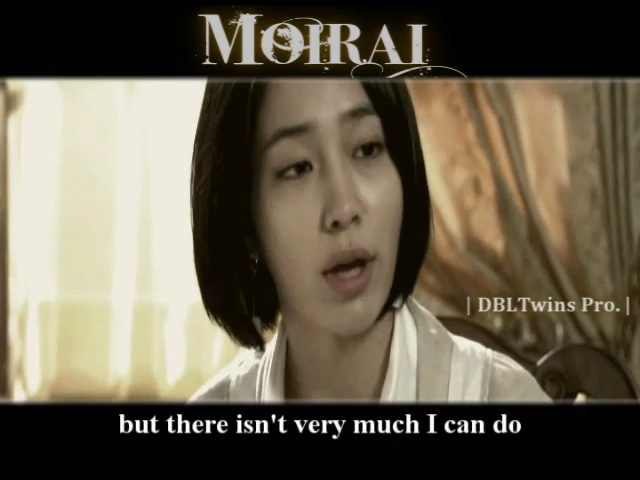 MOIRAI
| DBLTwins Pro. |
but there isn't very much I can do